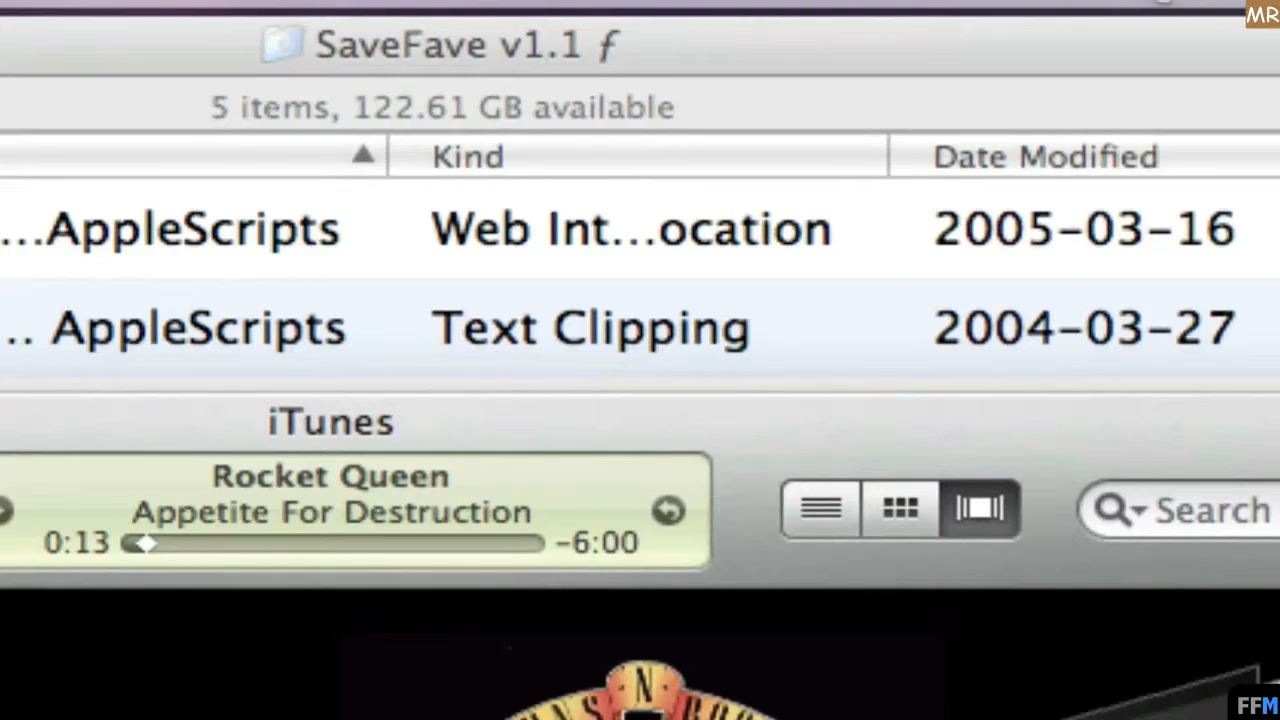 MR
SaveFave v1.1 ƒ
5 items, 122.61 GB available
Kind
Date Modified
...AppleScripts
Web Int...ocation
2005-03-16
.. AppleScripts
Text Clipping
2004-03-27
iTunes
Rocket Queen
Appetite For Destruction
0:13
-6:00
Search
N
FFM